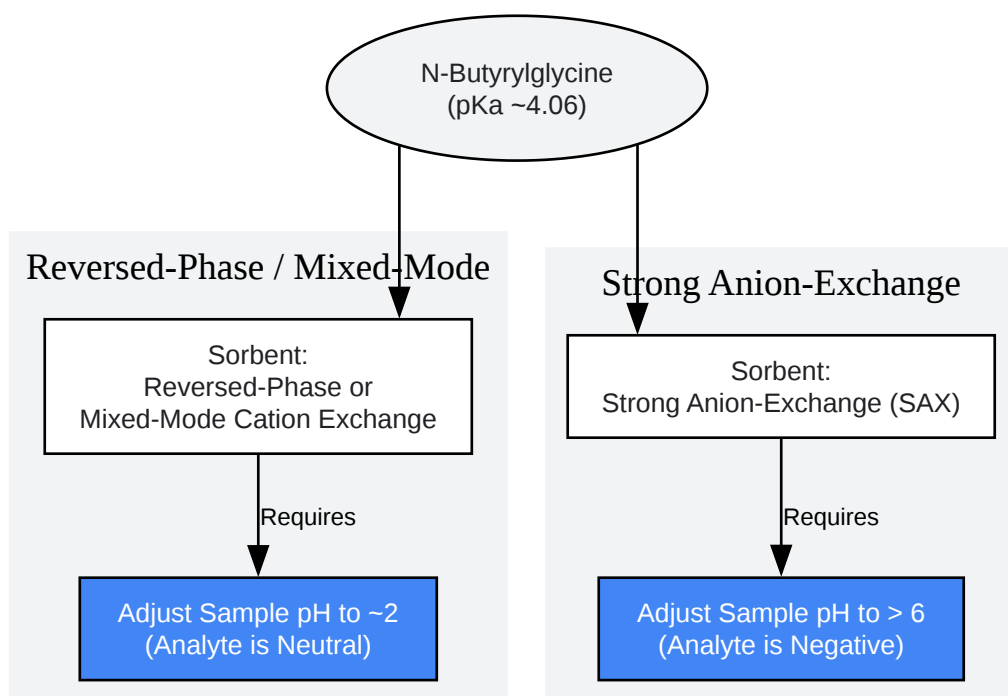 N-Butyrylglycine
(pKa ~4.06)
Reversed-Phase / Mixed-Mode
Sorbent:
Reversed-Phase or
Mixed-Mode Cation Exchange
Requires
Adjust Sample pH to ~2
(Analyte is Neutral)
Strong Anion-Exchange
Sorbent:
Strong Anion-Exchange (SAX)
Requires
Adjust Sample pH to > 6
(Analyte is Negative)